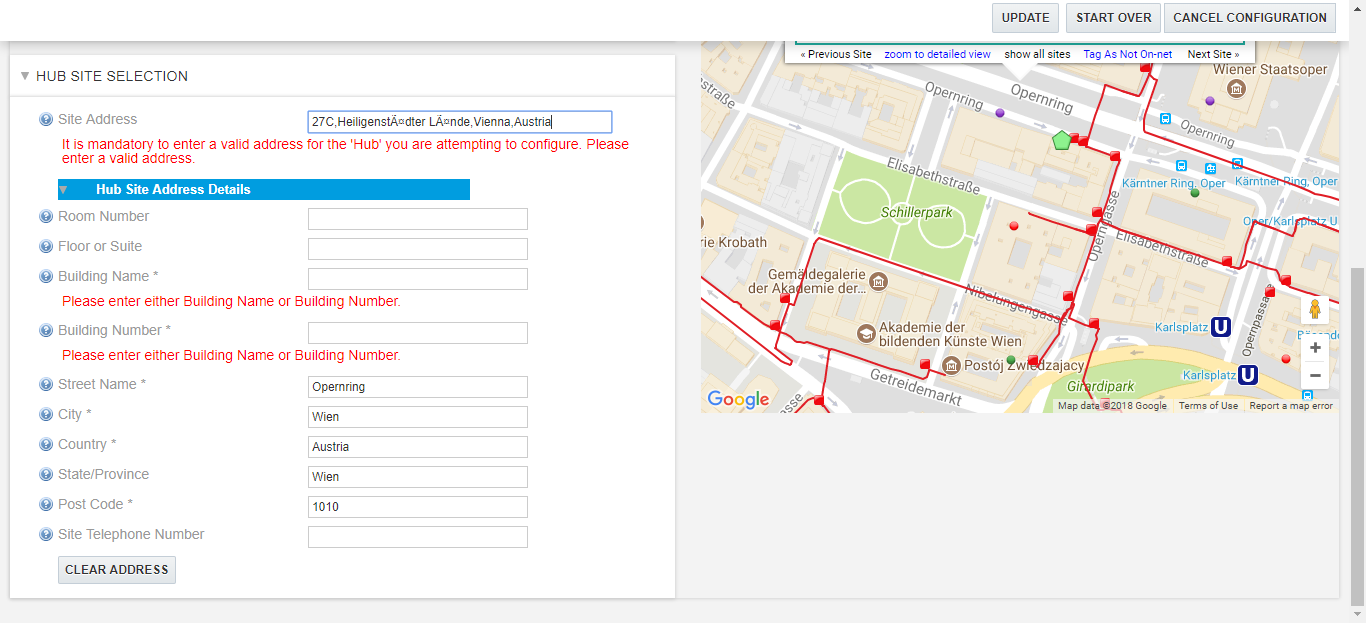 UPDATE
START OVER
CANCEL CONFIGURATION
HUB SITE SELECTION
Site Address
27C,HeiligenstÃ¤dter LÃ¤nde,Vienna,Austria
It is mandatory to enter a valid address for the 'Hub' you are attempting to configure. Please
enter a valid address.
Hub Site Address Details
Room Number
Floor or Suite
Building Name *
Please enter either Building Name or Building Number.
Building Number *
Please enter either Building Name or Building Number.
Street Name *
Opernring
City *
Wien
Country *
Austria
State/Province
Wien
Post Code *
1010
Site Telephone Number
CLEAR ADDRESS
« Previous Site
zoom to detailed view
show all sites
Tag As Not On-net
Next Site »
Wiener Staatsoper
Opernring
Opernring
Elisabethstraße
Kärntner Ring, Oper
Kärntner Ring, Oper
Schillerpark
Operngasse
Oper/Karlsplatz U
rie Krobath
Elisabethstraße
Gemäldegalerie
der Akademie der...
Nibelungengasse
Akademie der
bildenden Künste Wien
Karlsplatz
Opernpassage
Postój Zwiedzajacy
Karlsplatz
Getreidemarkt
Girardipark
Google
Map data ©2018 Google
Terms of Use
Report a map error